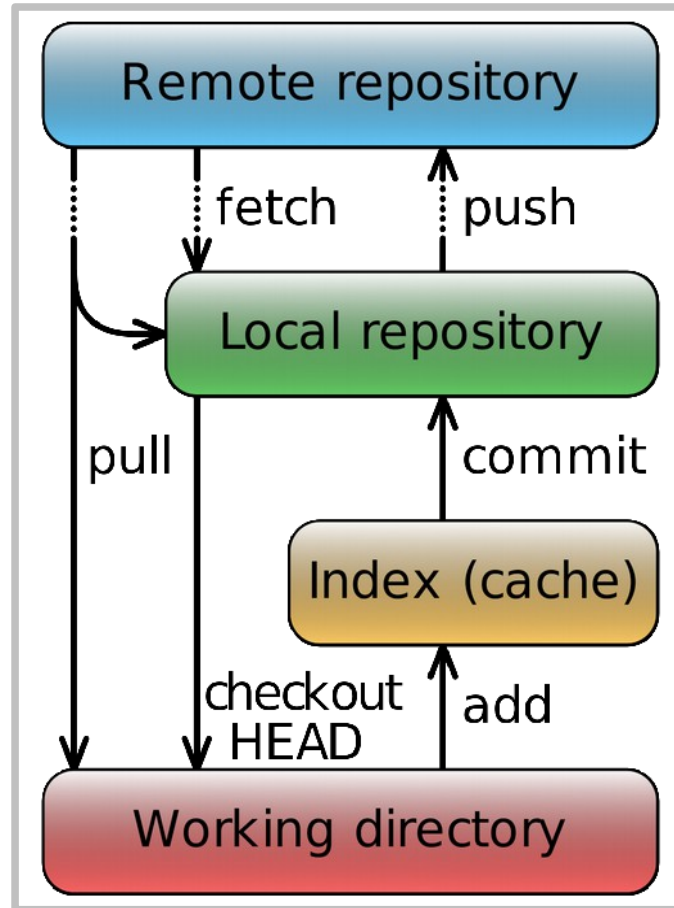 Remote repository
fetch
push
Local repository
pull
commit
Index (cache)
checkout
HEAD
add
Working directory